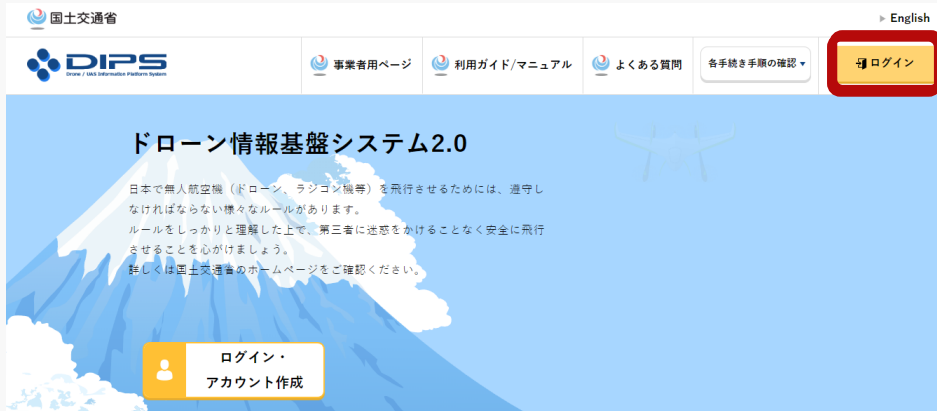 国土交通省
English
DIPS
Drone / UAS Information Platform System
事業者用ページ
利用ガイド/マニュアル
よくある質問
各手続き手順の確認
ログイン
ドローン情報基盤システム2.0
日本で無人航空機（ドローン、ラジコン機等）を飛行させるためには、遵守し
なければならない様々なルールがあります。
ルールをしっかりと理解した上で、第三者に迷惑をかけることなく安全に飛行
させることを心がけましょう。
詳しくは国土交通省のホームページをご確認ください。
ログイン・
アカウント作成